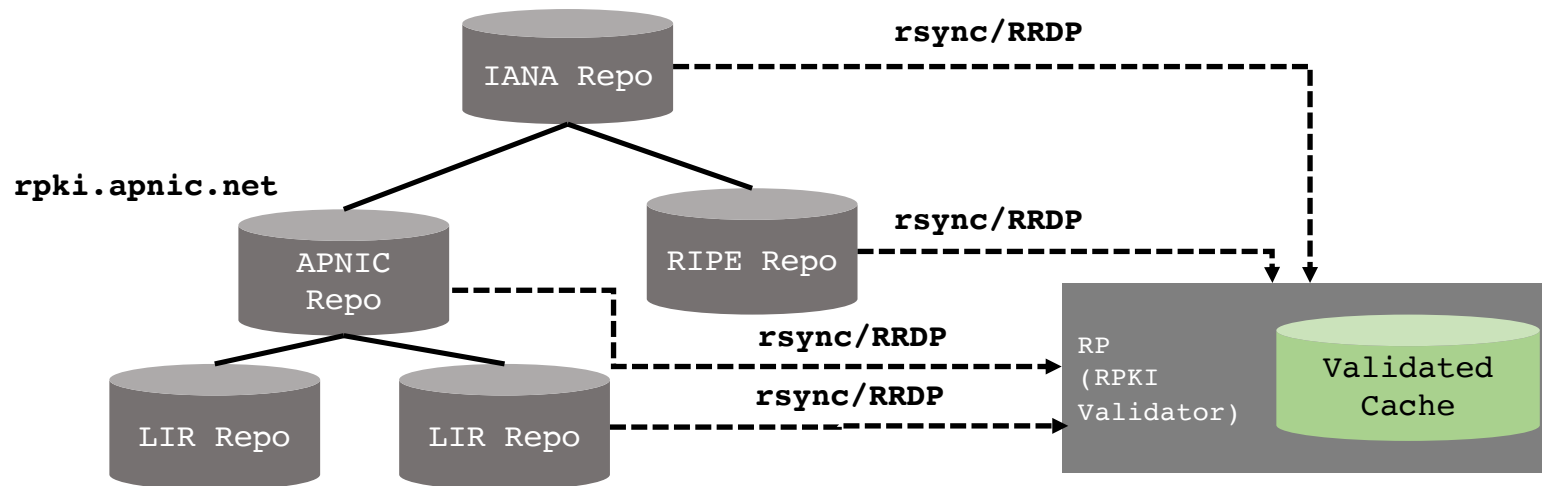 rsync/RRDP
IANA Repo
rpki.apnic.net
rsync/RRDP
APNIC
Repo
RIPE Repo
rsync/RRDP
RP
(RPKI
Validator)
Validated
Cache
rsync/RRDP
LIR Repo
LIR Repo